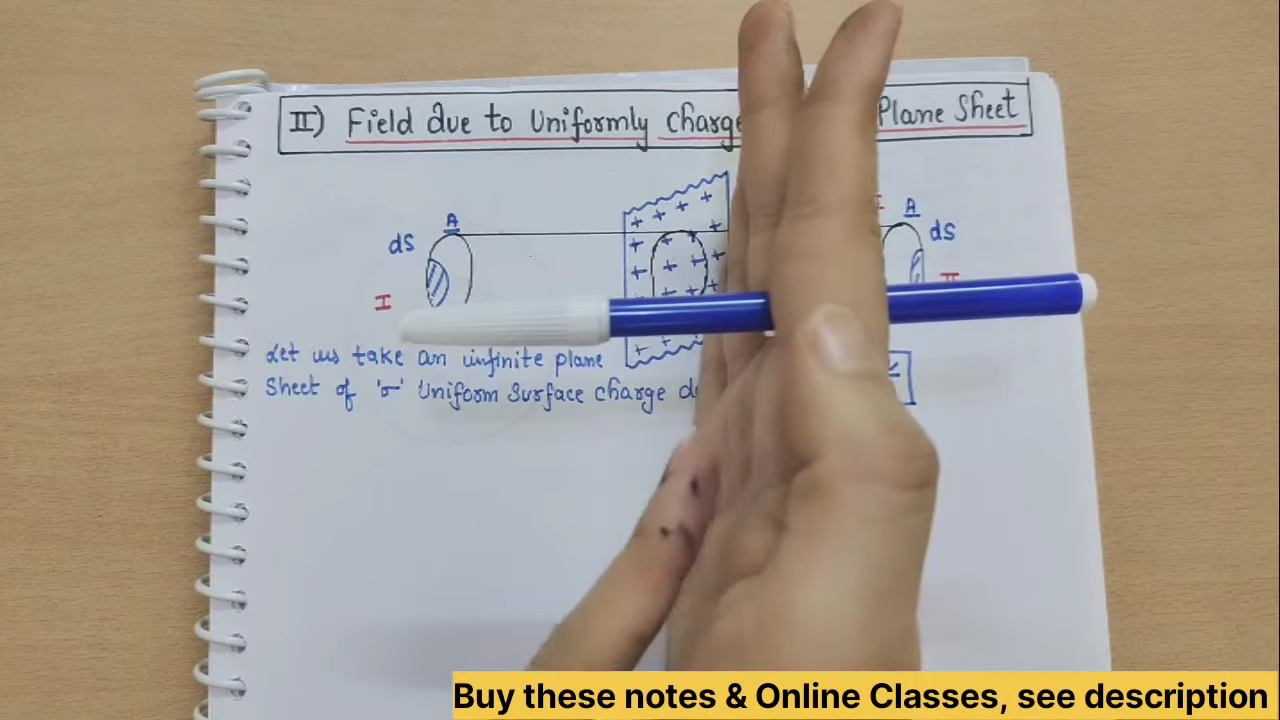 II) Field due to Uniformly charge Plane Sheet
A
dS
I
I
A
dS
II
Let us take an infinite plane
Sheet of 'σ' Uniform Surface charge d
Buy these notes & Online Classes, see description